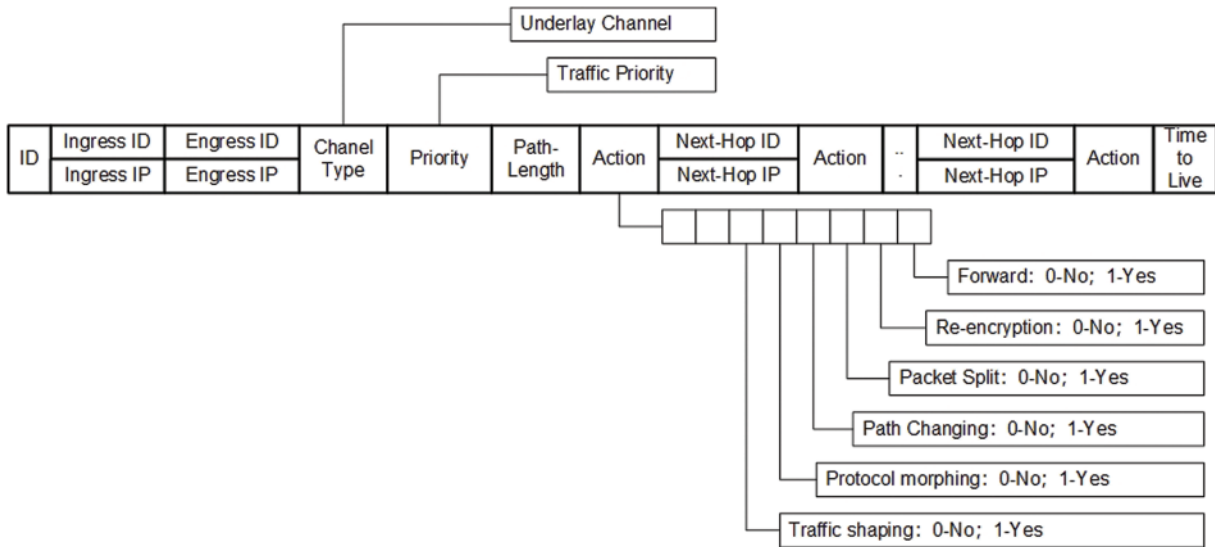 Underlay Channel
Traffic Priority
ID
Ingress ID
Ingress IP
Engress ID
Engress IP
Chanel
Type
Priority
Path-
Length
Action
Next-Hop ID
Next-Hop IP
Action
..
.
Next-Hop ID
Next-Hop IP
Action
Time
to
Live
Forward: 0-No; 1-Yes
Re-encryption: 0-No; 1-Yes
Packet Split: 0-No; 1-Yes
Path Changing: 0-No; 1-Yes
Protocol morphing: 0-No; 1-Yes
Traffic shaping: 0-No; 1-Yes